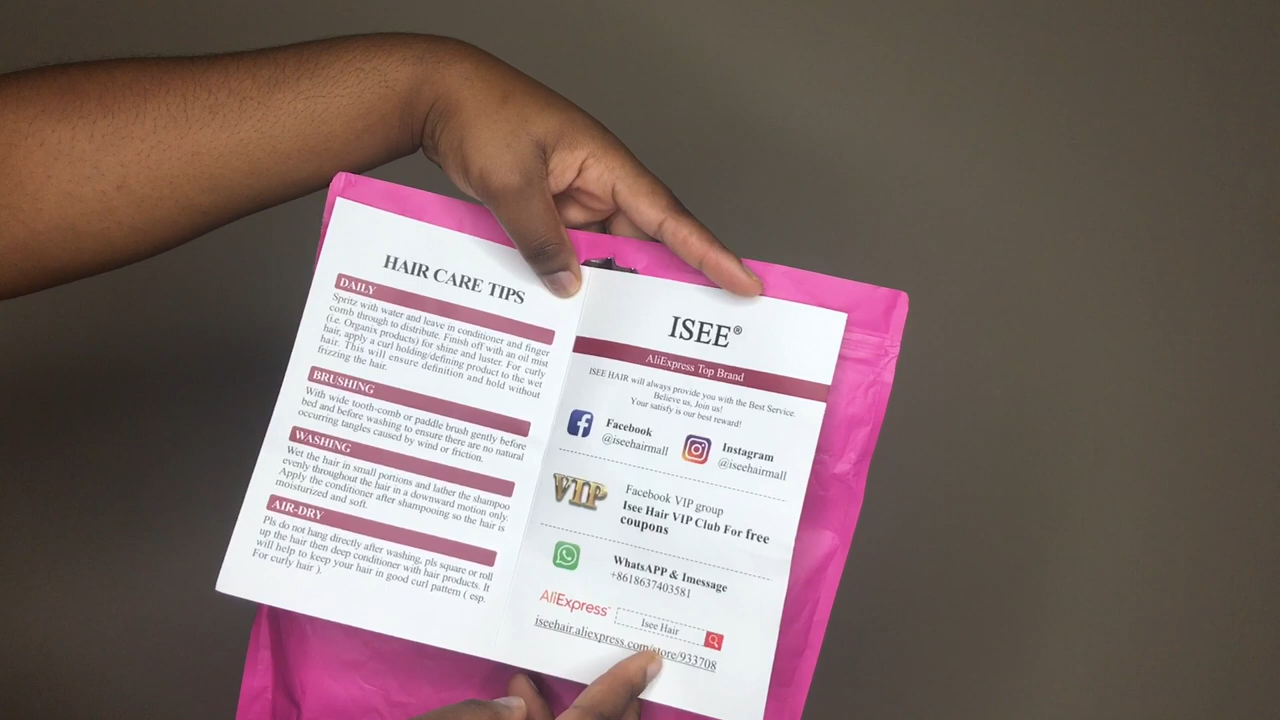 HAIR CARE TIPS
DAILY
Spritz with water and leave in conditioner and finger
comb through to distribute. Finish off with an oil mist
(i.e. Organix products) for shine and luster. For curly
hair, apply a curl holding/defining product to the wet
hair. This will ensure definition and hold without
frizzing the hair.
BRUSHING
With wide tooth-comb or paddle brush gently before
bed and before washing to ensure there are no natural
occurring tangles caused by wind or friction.
WASHING
Wet the hair in small portions and lather the shampoo
evenly throughout the hair in a downward motion only.
Apply the conditioner after shampooing so the hair is
moisturized and soft.
AIR-DRY
Pls do not hang directly after washing, pls square or roll
up the hair then deep conditioner with hair products. It
will help to keep your hair in good curl pattern ( esp.
For curly hair ).
ISEE®
AliExpress Top Brand
ISEE HAIR will always provide you with the Best Service.
Believe us, Join us!
Your satisfy is our best reward!
Facebook
@iseehairmall
Instagram
@iseehairmall
VIP
Facebook VIP group
Isee Hair VIP Club For free
coupons
WhatsAPP & Imessage
+8618637403581
AliExpress™
Isee Hair
iseehair.aliexpress.com/store/933708